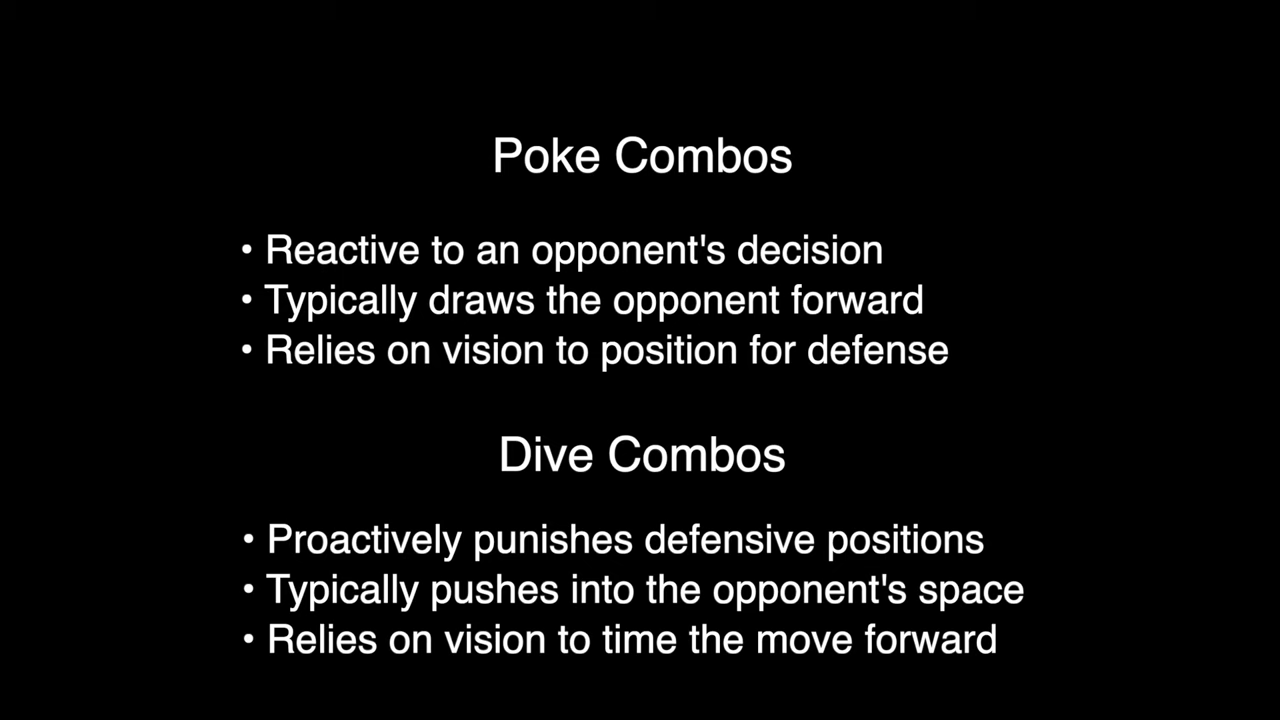 Poke Combos
• Reactive to an opponent's decision
• Typically draws the opponent forward
• Relies on vision to position for defense
Dive Combos
• Proactively punishes defensive positions
• Typically pushes into the opponent's space
• Relies on vision to time the move forward